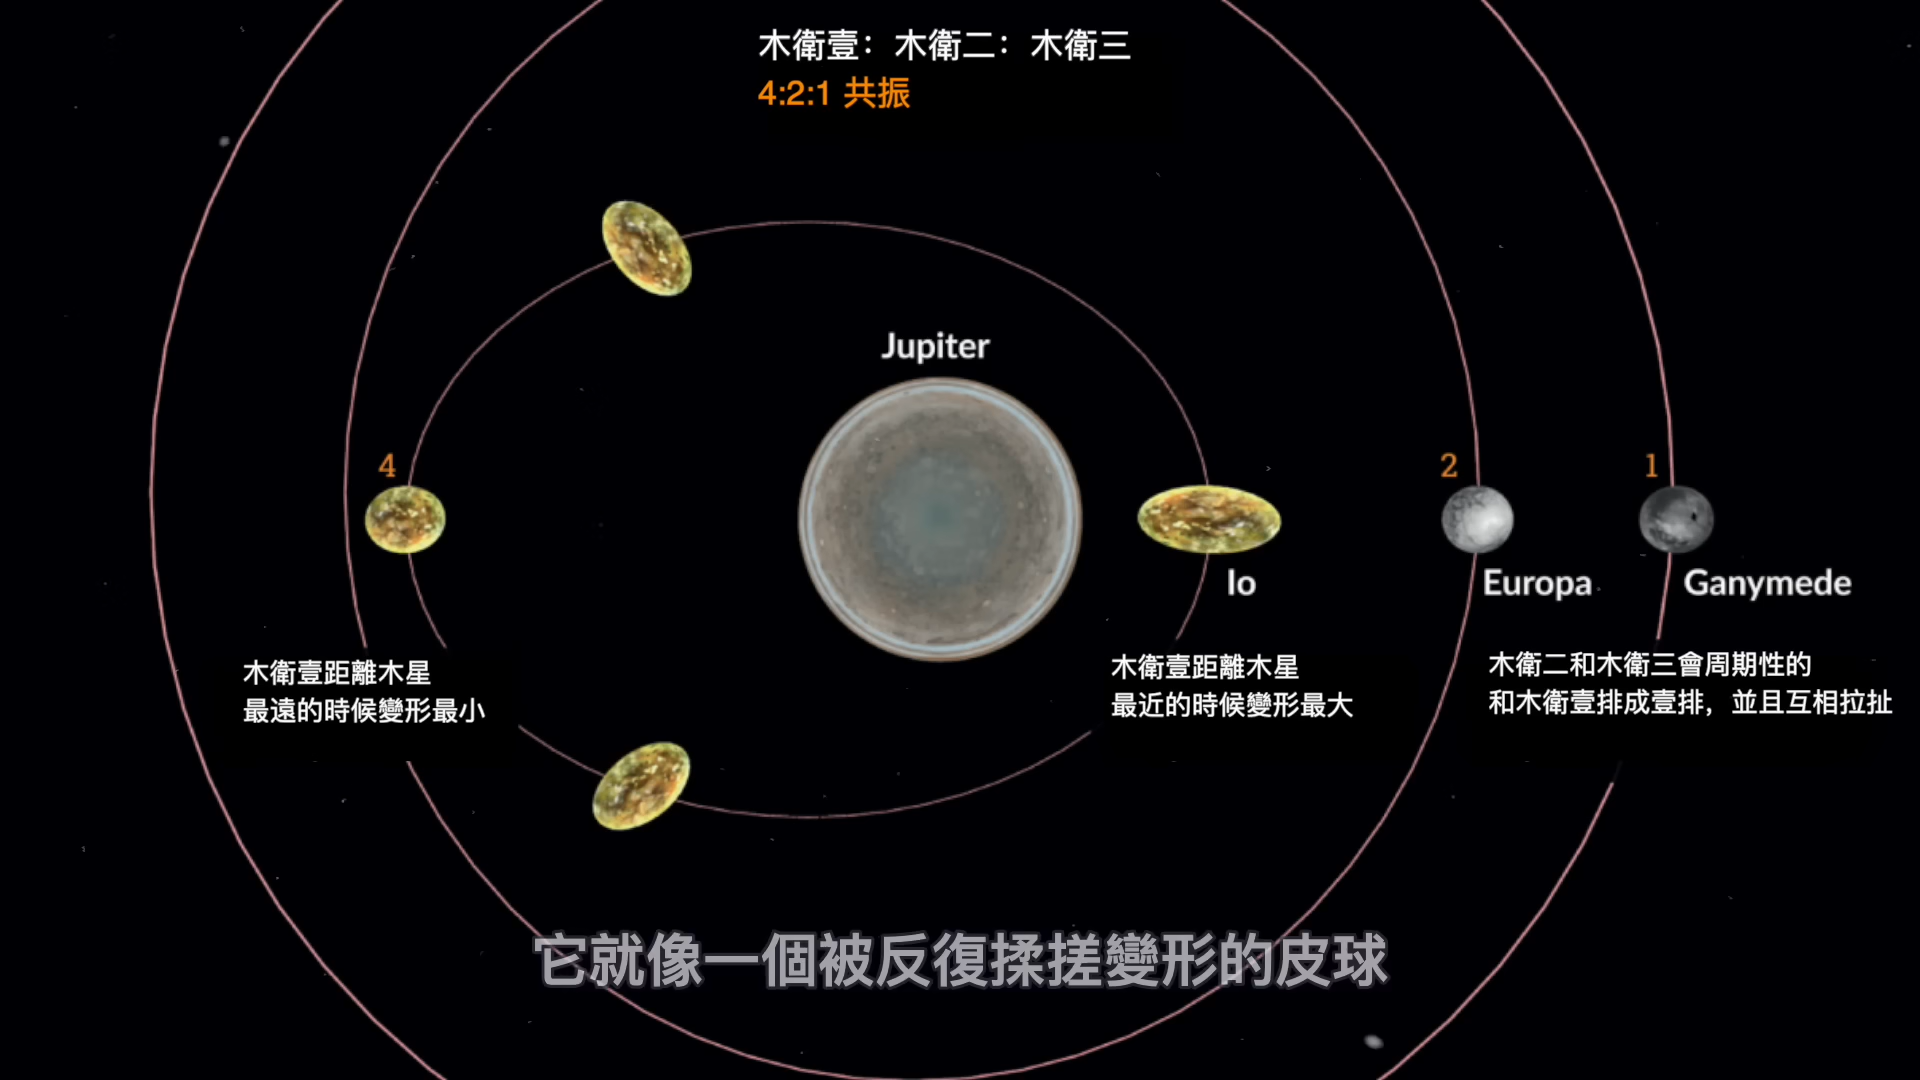 木衛壹：木衛二：木衛三
4:2:1 共振
Jupiter
4
2
1
Io
Europa
Ganymede
木衛壹距離木星
最遠的時候變形最小
木衛壹距離木星
最近的時候變形最大
木衛二和木衛三會周期性的
和木衛壹排成壹排，並且互相拉扯
它就像一個被反復揉搓變形的皮球